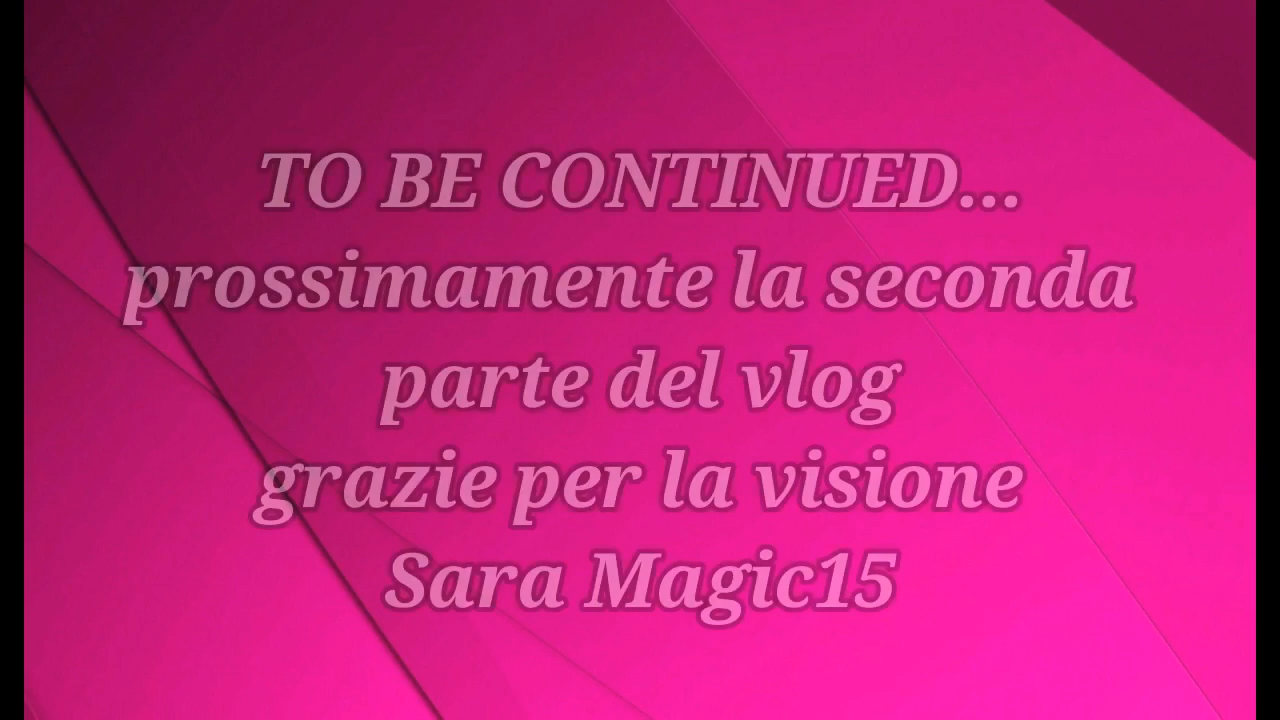 TO BE CONTINUED...
prossimamente la seconda
parte del vlog
grazie per la visione
Sara Magic15